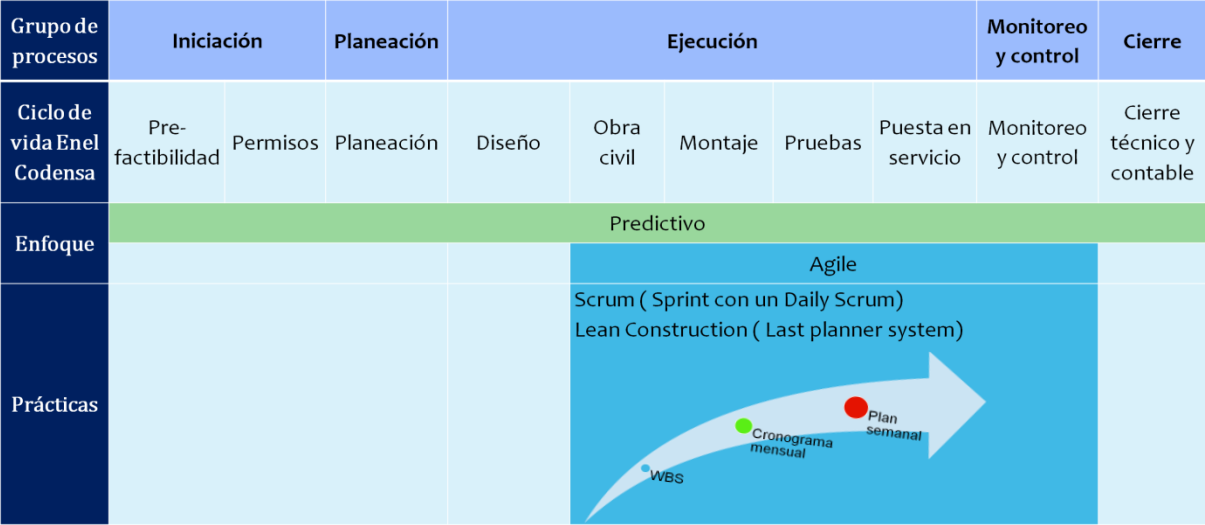 Grupo de
procesos
Iniciación
Planeación
Ejecución
Monitoreo
y control
Cierre
Ciclo de
vida Enel
Codensa
Pre-
factibilidad
Permisos
Planeación
Diseño
Obra
civil
Montaje
Pruebas
Puesta en
servicio
Monitoreo
y control
Cierre
técnico y
contable
Enfoque
Predictivo
Agile
Prácticas
Scrum ( Sprint con un Daily Scrum)
Lean Construction ( Last planner system)
WBS
Cronograma
mensual
Plan
semanal